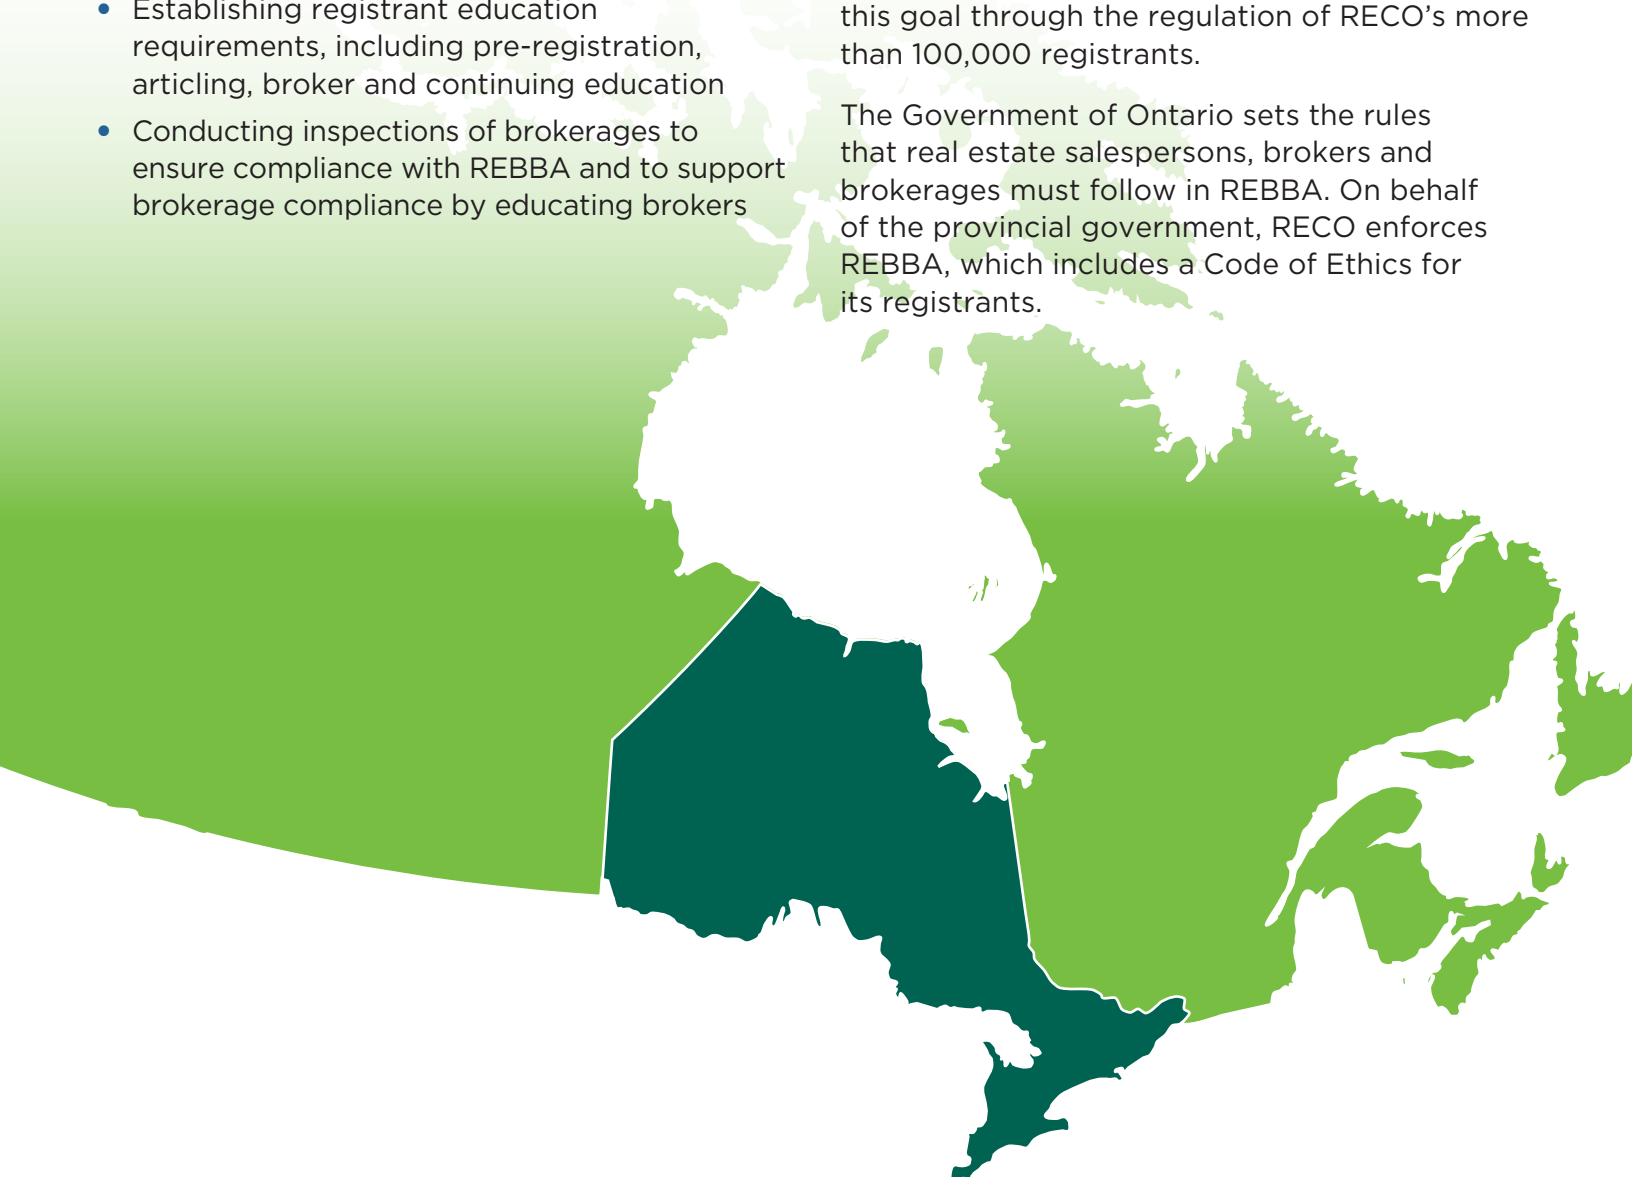 • Establishing registrant education
requirements, including pre-registration,
articling, broker and continuing education
• Conducting inspections of brokerages to
ensure compliance with REBBA and to support
brokerage compliance by educating brokers
this goal through the regulation of RECO’s more
than 100,000 registrants.
The Government of Ontario sets the rules
that real estate salespersons, brokers and
brokerages must follow in REBBA. On behalf
of the provincial government, RECO enforces
REBBA, which includes a Code of Ethics for
its registrants.